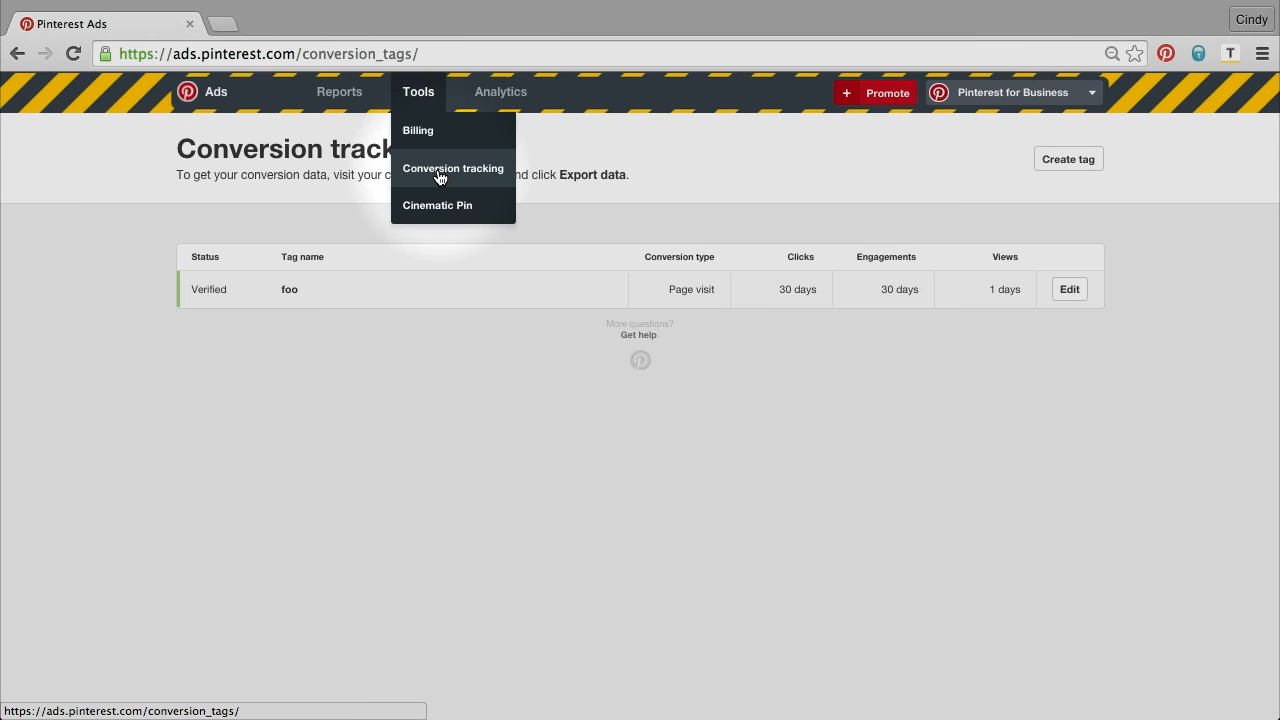 Pinterest Ads
Cindy
https://ads.pinterest.com/conversion_tags/
T
Ads
Reports
Tools
Analytics
+ Promote
Pinterest for Business
Billing
Conversion tracking
Cinematic Pin
Conversion track
To get your conversion data, visit your c
nd click Export data.
Create tag
Status Tag name Conversion type Clicks Engagements Views
Verified foo Page visit 30 days 30 days 1 days Edit
More questions?
Get help.
https://ads.pinterest.com/conversion_tags/